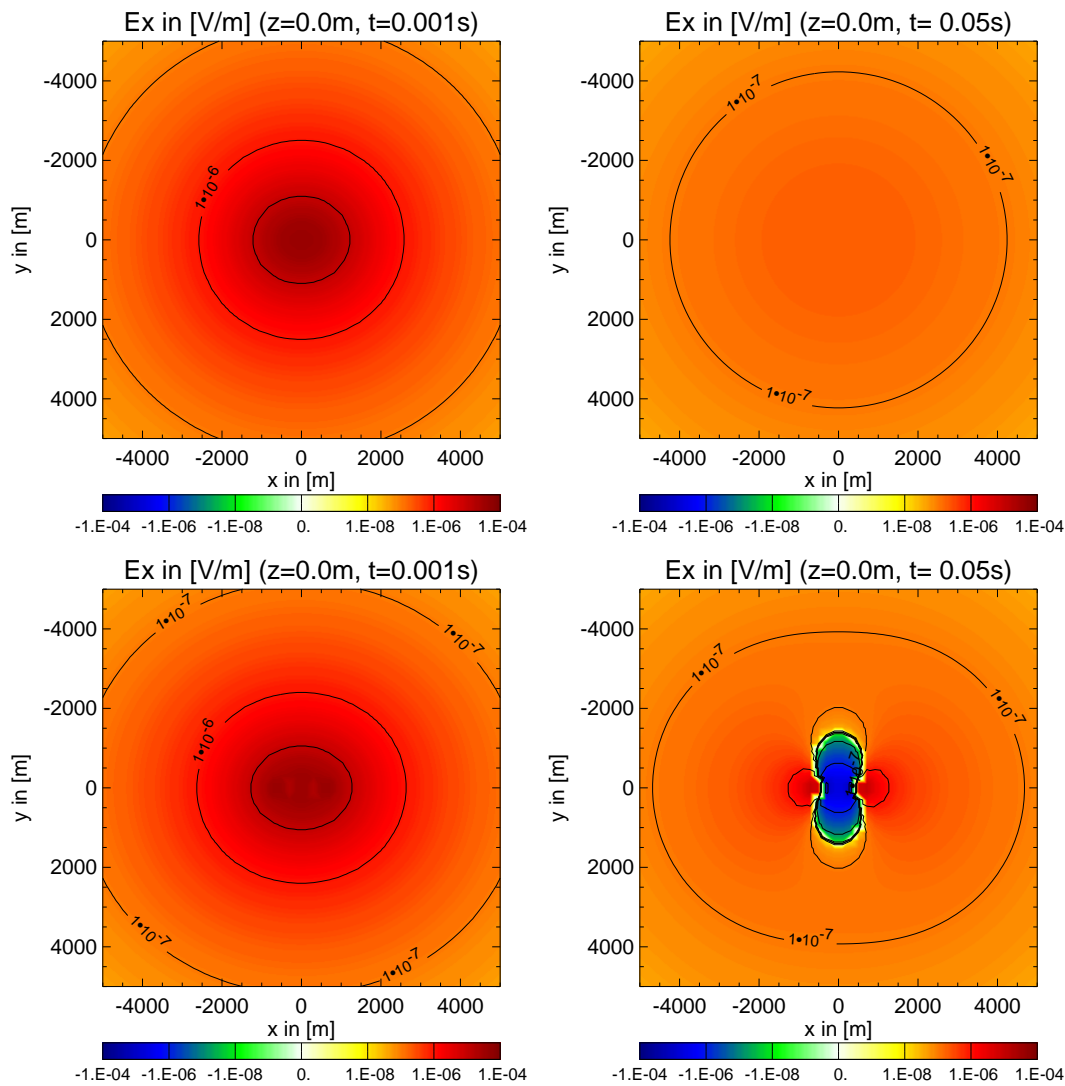 Ex in [V/m] (z=0.0m, t=0.001s)
-4000
-2000
0
2000
4000
y in [m]
1•10⁻⁶
-4000 -2000 0 2000 4000
x in [m]
-1.E-04 -1.E-06 -1.E-08 0. 1.E-08 1.E-06 1.E-04
Ex in [V/m] (z=0.0m, t= 0.05s)
-4000
-2000
0
2000
4000
y in [m]
1•10⁻⁷
1•10⁻⁷
1•10⁻⁷
-4000 -2000 0 2000 4000
x in [m]
-1.E-04 -1.E-06 -1.E-08 0. 1.E-08 1.E-06 1.E-04
Ex in [V/m] (z=0.0m, t=0.001s)
-4000
-2000
0
2000
4000
y in [m]
1•10⁻⁷
1•10⁻⁷
1•10⁻⁶
1•10⁻⁷
1•10⁻⁷
-4000 -2000 0 2000 4000
x in [m]
-1.E-04 -1.E-06 -1.E-08 0. 1.E-08 1.E-06 1.E-04
Ex in [V/m] (z=0.0m, t= 0.05s)
-4000
-2000
0
2000
4000
y in [m]
1•10⁻⁷
1•10⁻⁷
1•10⁻⁷
-4000 -2000 0 2000 4000
x in [m]
-1.E-04 -1.E-06 -1.E-08 0. 1.E-08 1.E-06 1.E-04